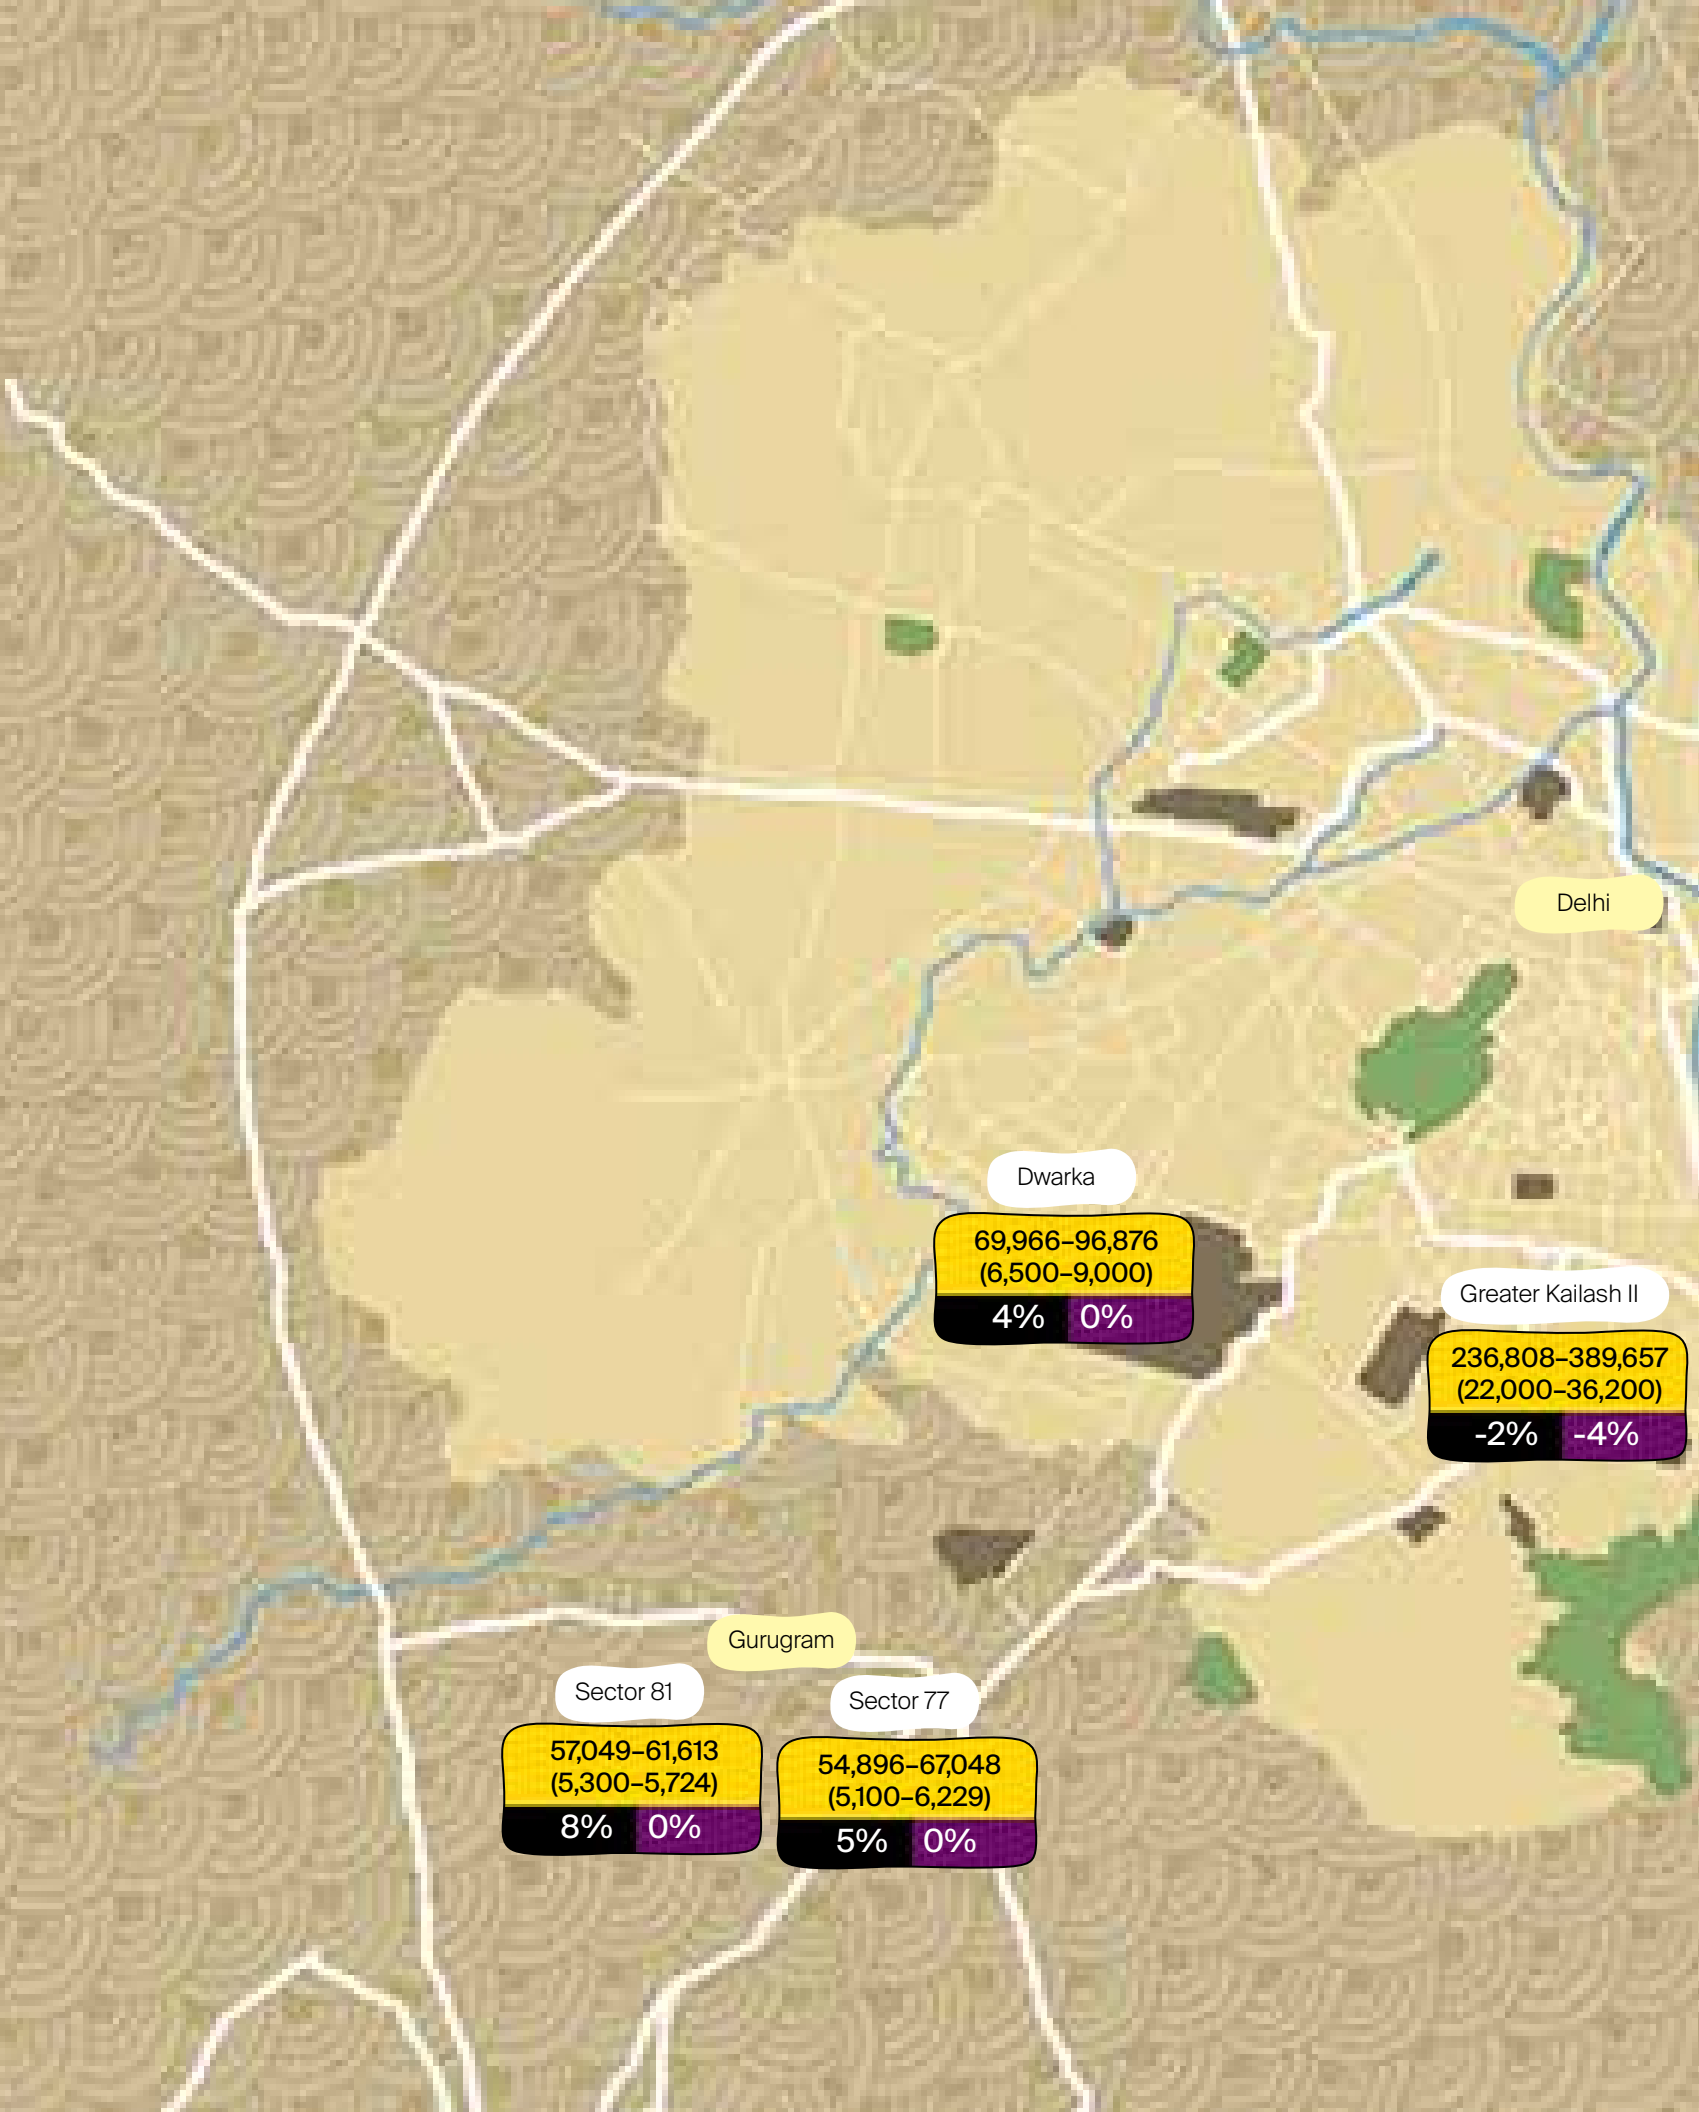 Delhi
Dwarka
69,966–96,876
(6,500–9,000)
4% 0%
Greater Kailash II
236,808–389,657
(22,000–36,200)
-2% -4%
Gurugram
Sector 81
57,049–61,613
(5,300–5,724)
8% 0%
Sector 77
54,896–67,048
(5,100–6,229)
5% 0%